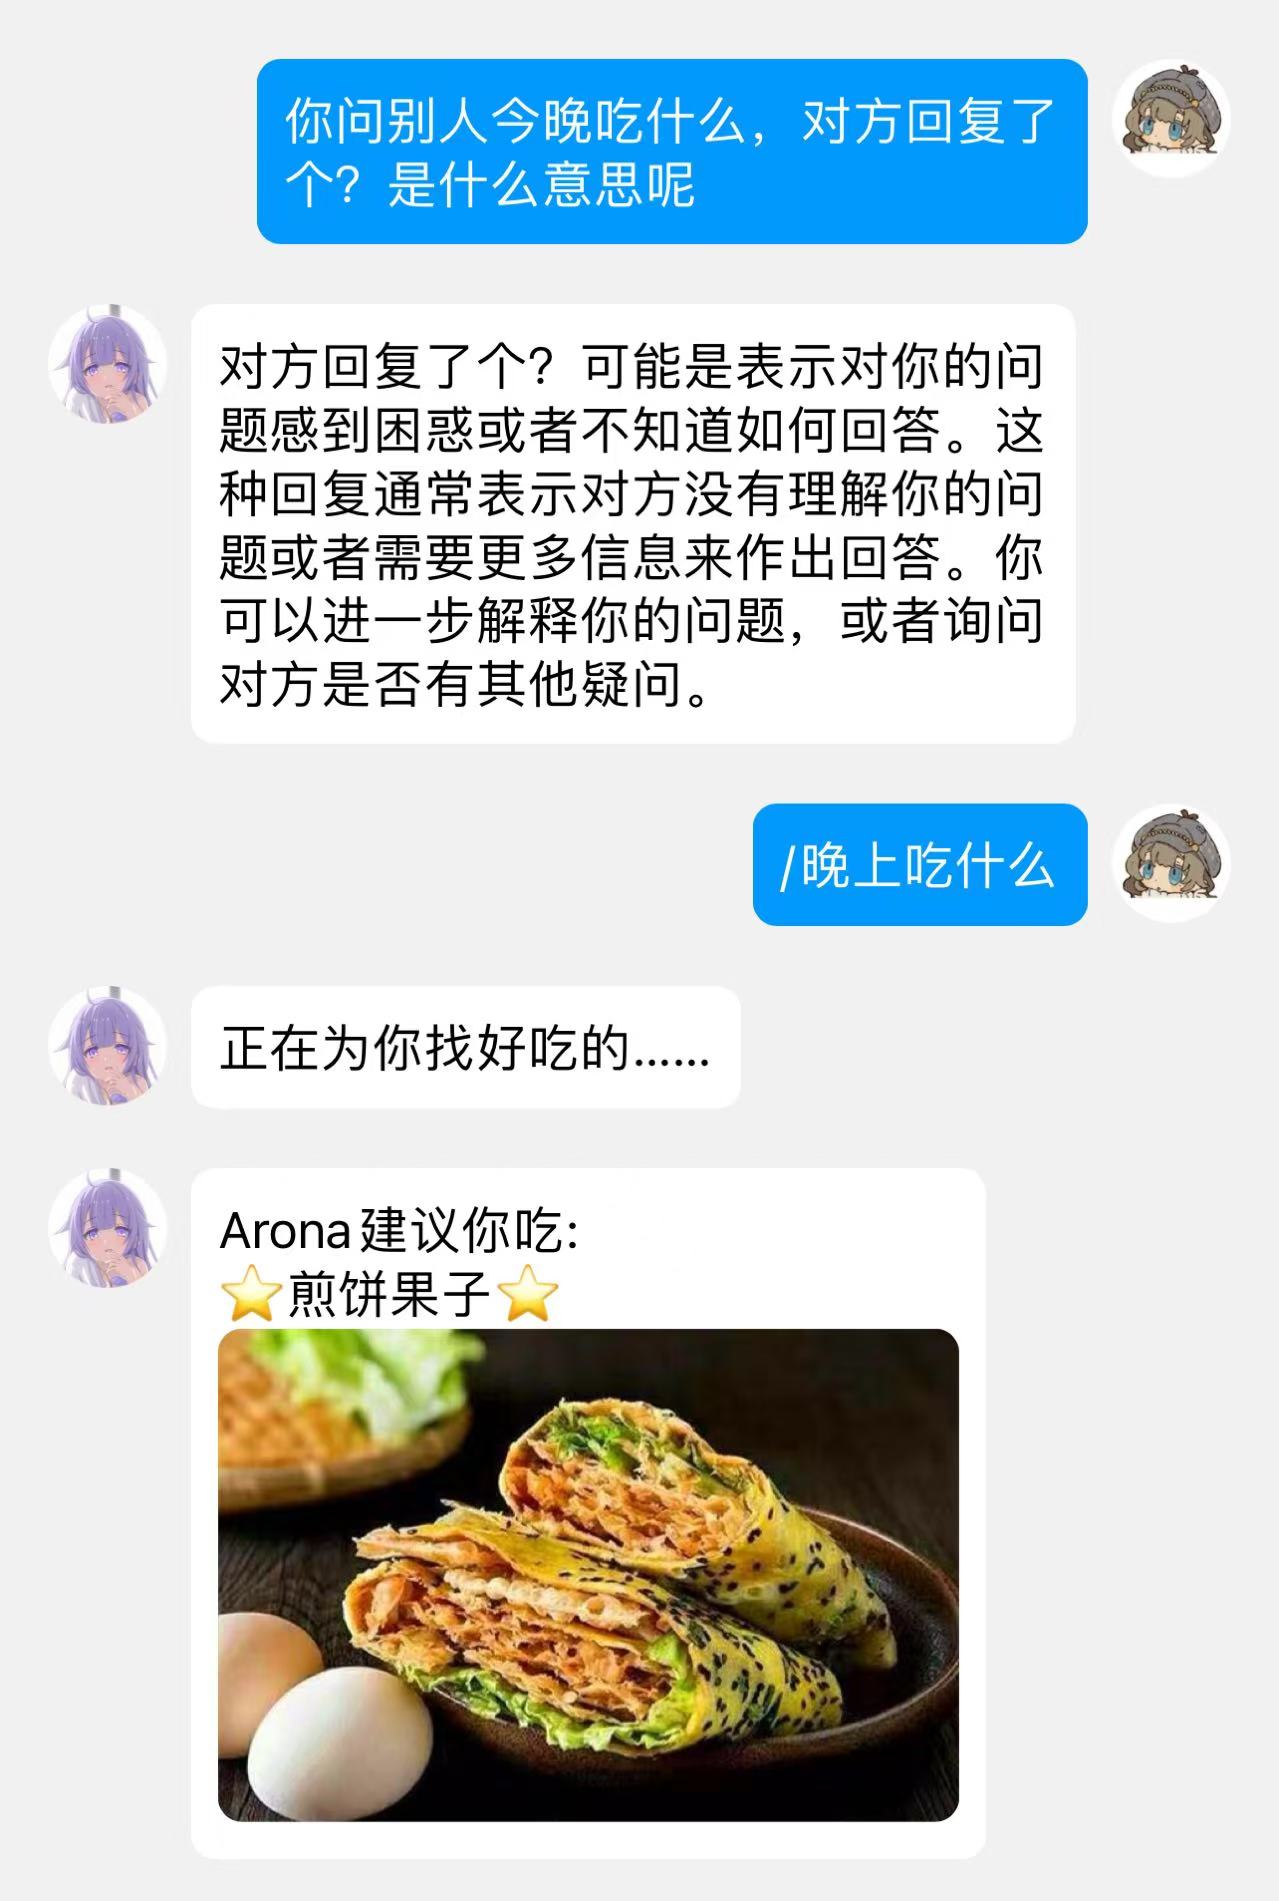 你问别人今晚吃什么，对方回复了
个？是什么意思呢
对方回复了个？可能是表示对你的问
题感到困惑或者不知道如何回答。这
种回复通常表示对方没有理解你的问
题或者需要更多信息来作出回答。你
可以进一步解释你的问题，或者询问
对方是否有其他疑问。
/晚上吃什么
正在为你找好吃的......
Arona建议你吃:
⭐煎饼果子⭐